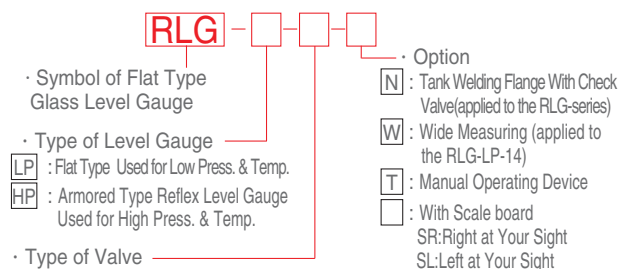 RLG - □ - □ - □
· Symbol of Flat Type
Glass Level Gauge
· Type of Level Gauge
LP : Flat Type Used for Low Press. & Temp.
HP : Armored Type Reflex Level Gauge
Used for High Press. & Temp.
· Type of Valve
· Option
N : Tank Welding Flange With Check
Valve(applied to the RLG-series)
W : Wide Measuring (applied to
the RLG-LP-14)
T : Manual Operating Device
□ : With Scale board
SR:Right at Your Sight
SL:Left at Your Sight